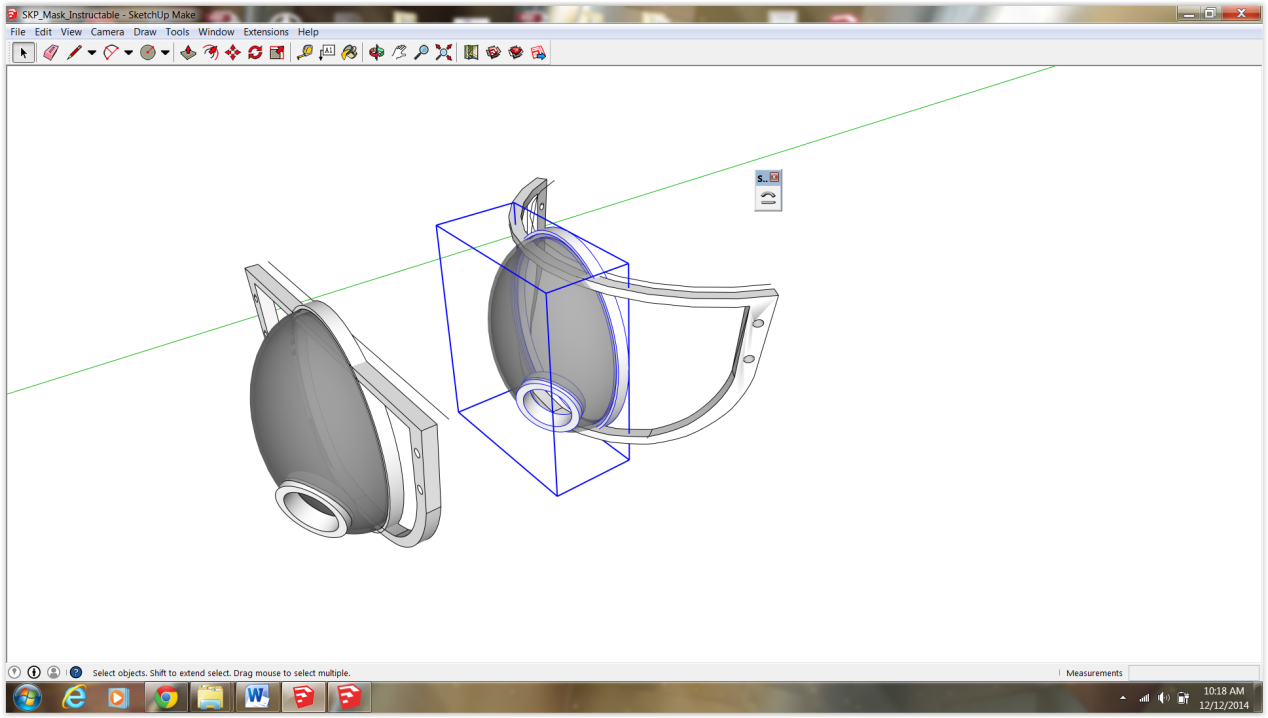 SKP_Mask_Instructable - SketchUp Make
File Edit View Camera Draw Tools Window Extensions Help
A1
S..
Select objects. Shift to extend select. Drag mouse to select multiple.
Measurements
W
10:18 AM
12/12/2014